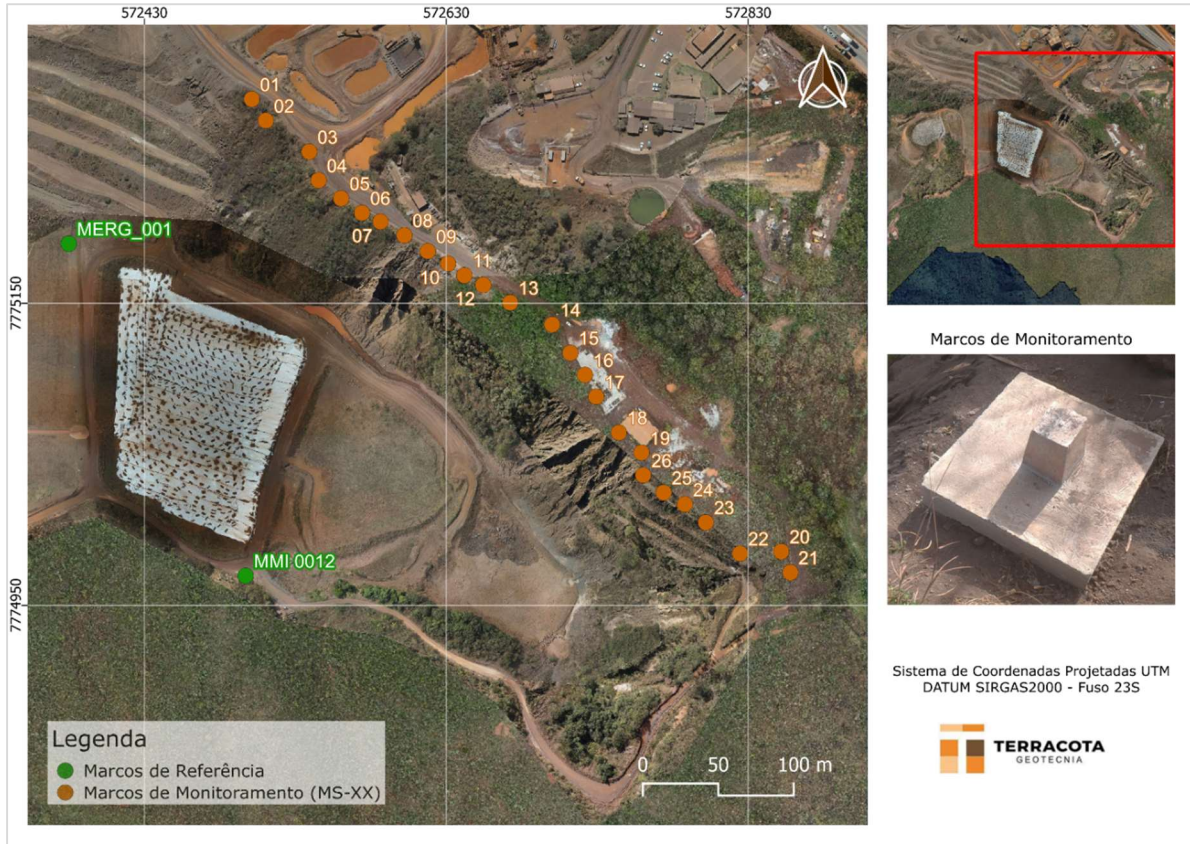 572430
572630
572830
7775150
7774950
01
02
03
04
05
06
07
08
09
10
11
12
13
14
15
16
17
18
19
26
25
24
23
22
20
21
MERG_001
MMI 0012
Legenda
Marcos de Referência
Marcos de Monitoramento (MS-XX)
0 50 100 m
Marcos de Monitoramento
Sistema de Coordenadas Projetadas UTM
DATUM SIRGAS2000 - Fuso 23S
TERRACOTA
GEOTECNIA